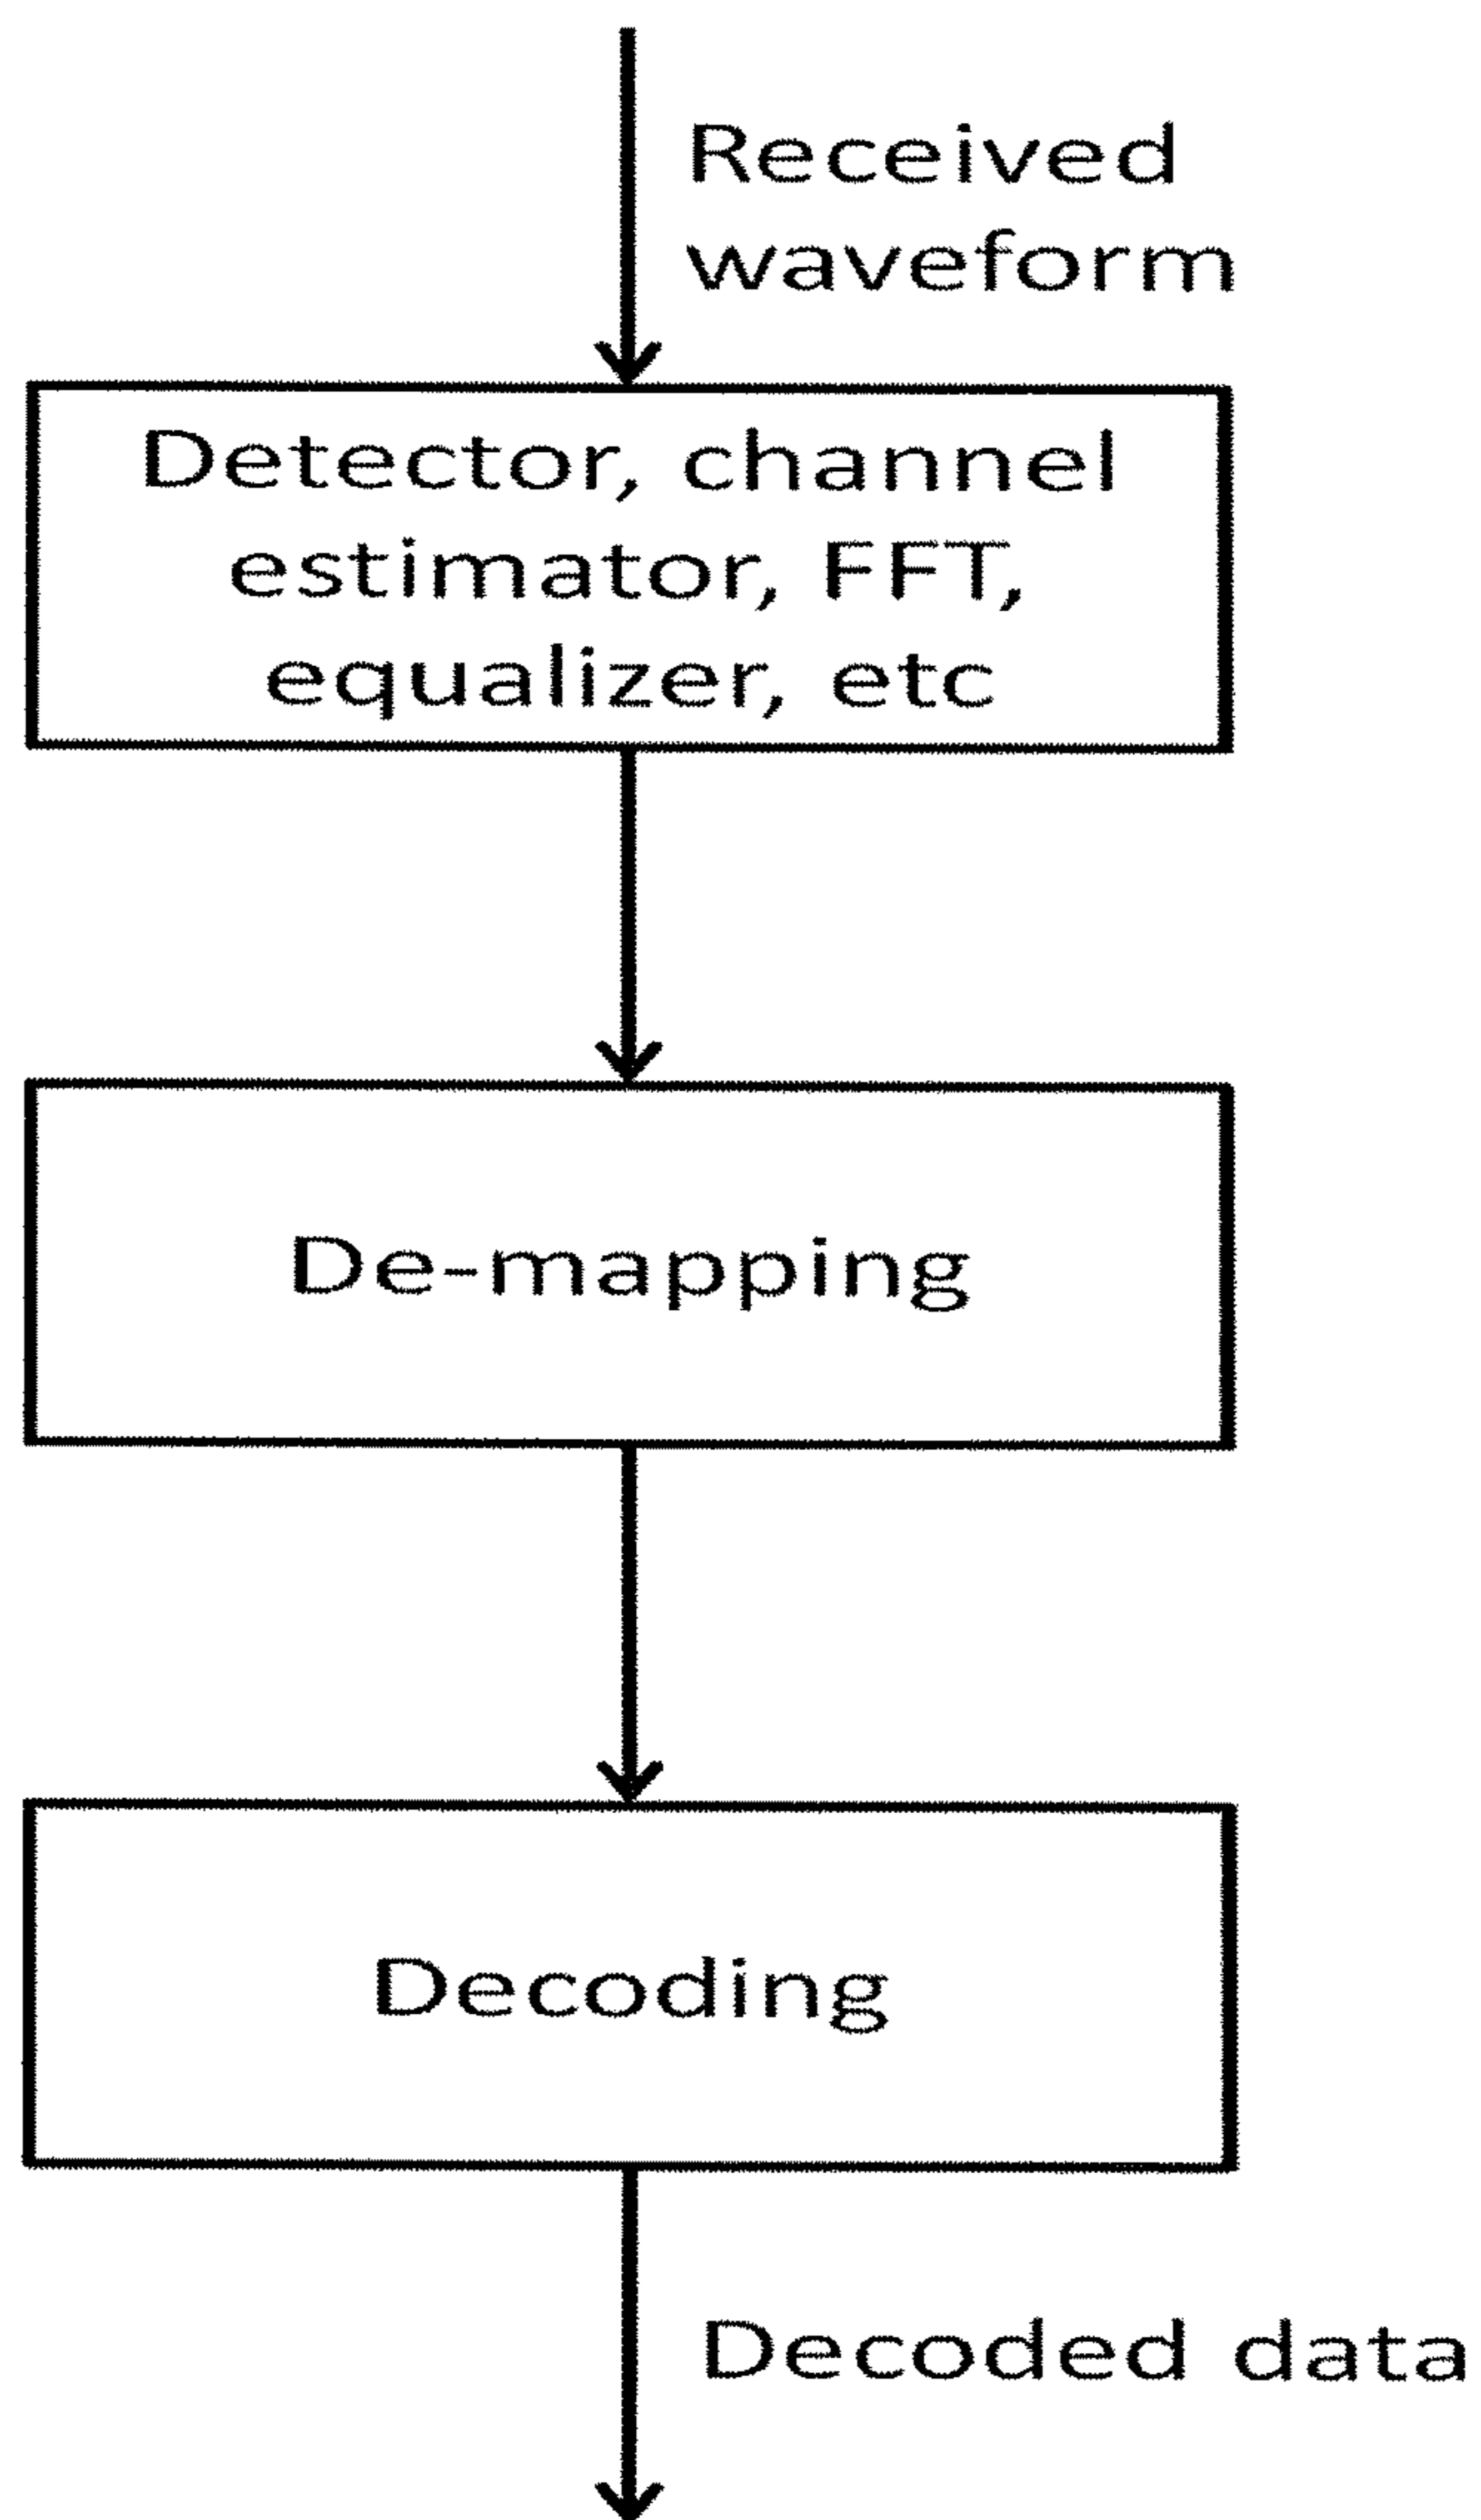 Received
waveform
Detector, channel
estimator, FFT,
equalizer, etc
De-mapping
Decoding
Decoded data